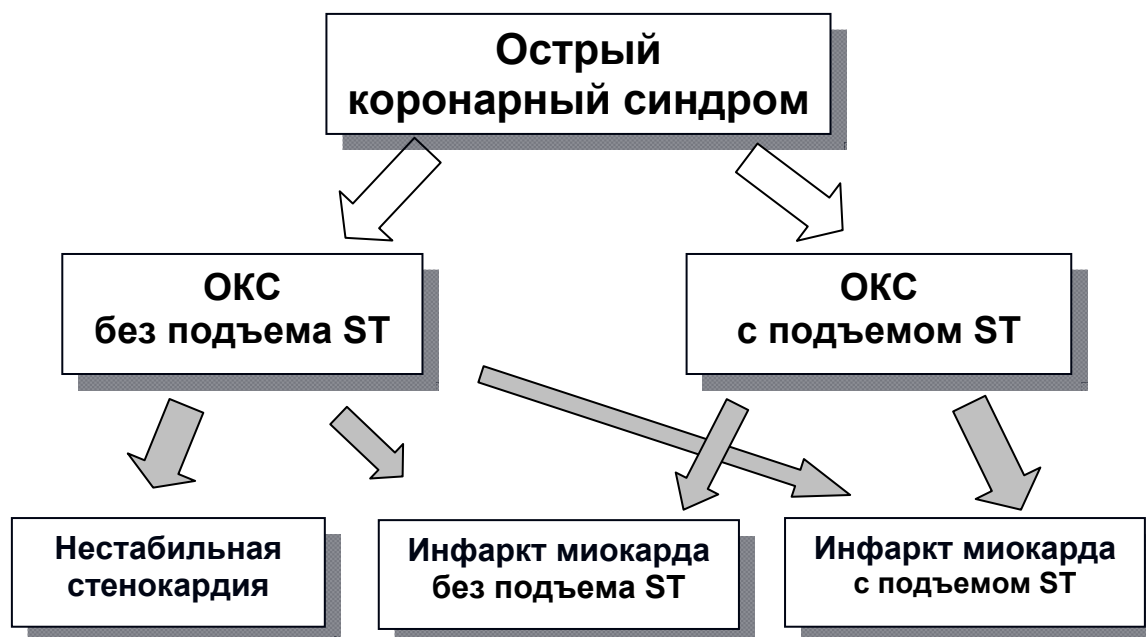 Острый
коронарный синдром
ОКС
без подъема ST
ОКС
с подъемом ST
Нестабильная
стенокардия
Инфаркт миокарда
без подъема ST
Инфаркт миокарда
с подъемом ST